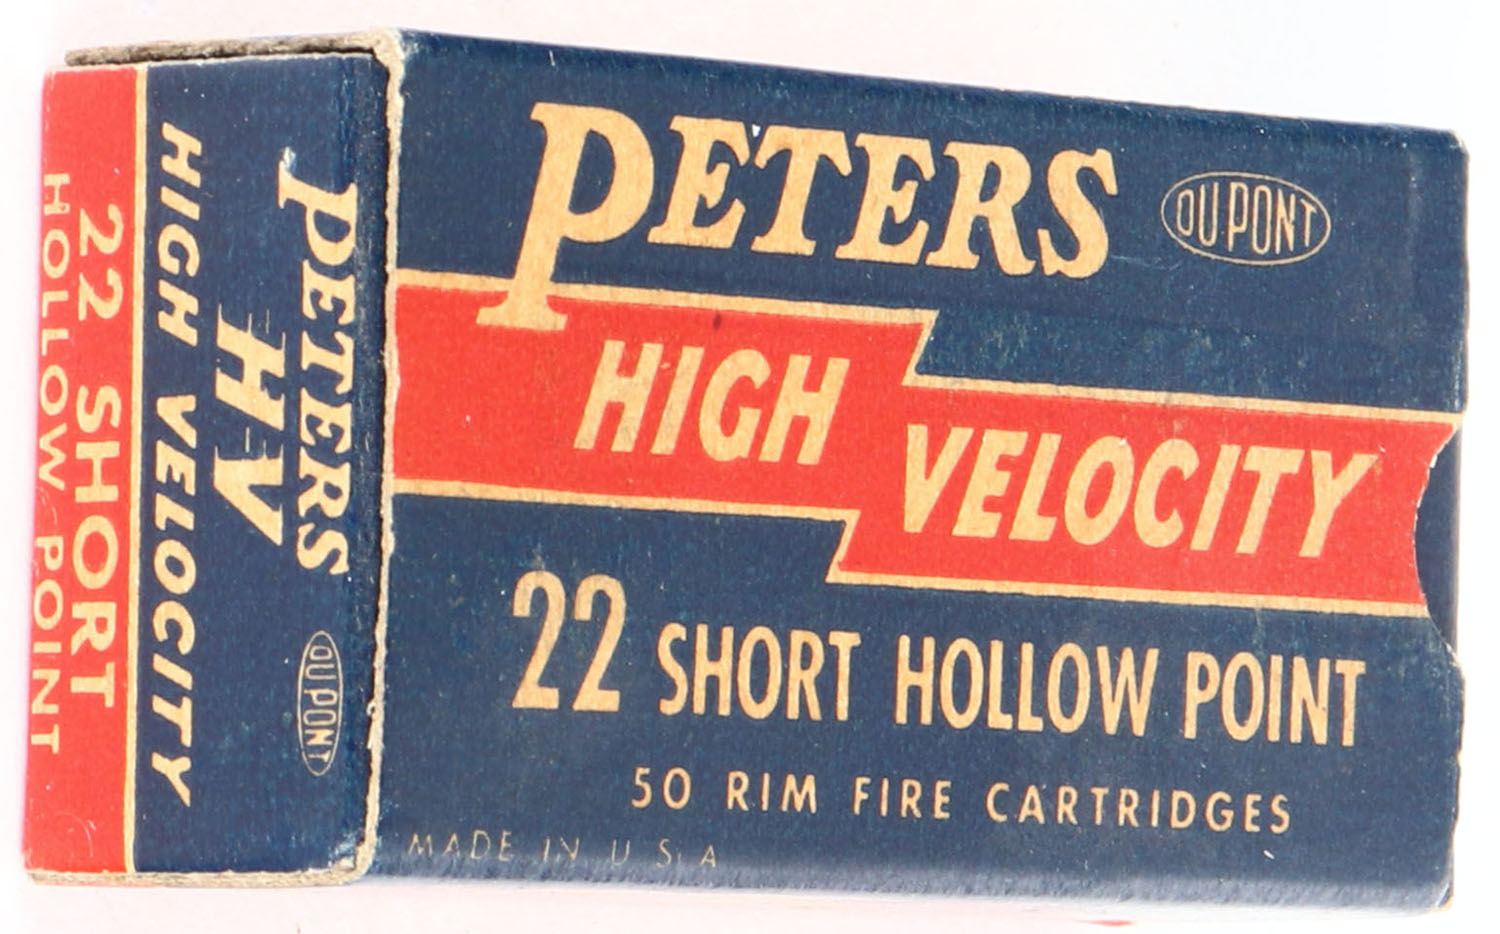 PETERS
DU PONT
HIGH VELOCITY
22 SHORT HOLLOW POINT
50 RIM FIRE CARTRIDGES
MADE IN U.S.A
PETERS
HV
DU PONT
HIGH VELOCITY
22 SHORT
HOLLOW POINT